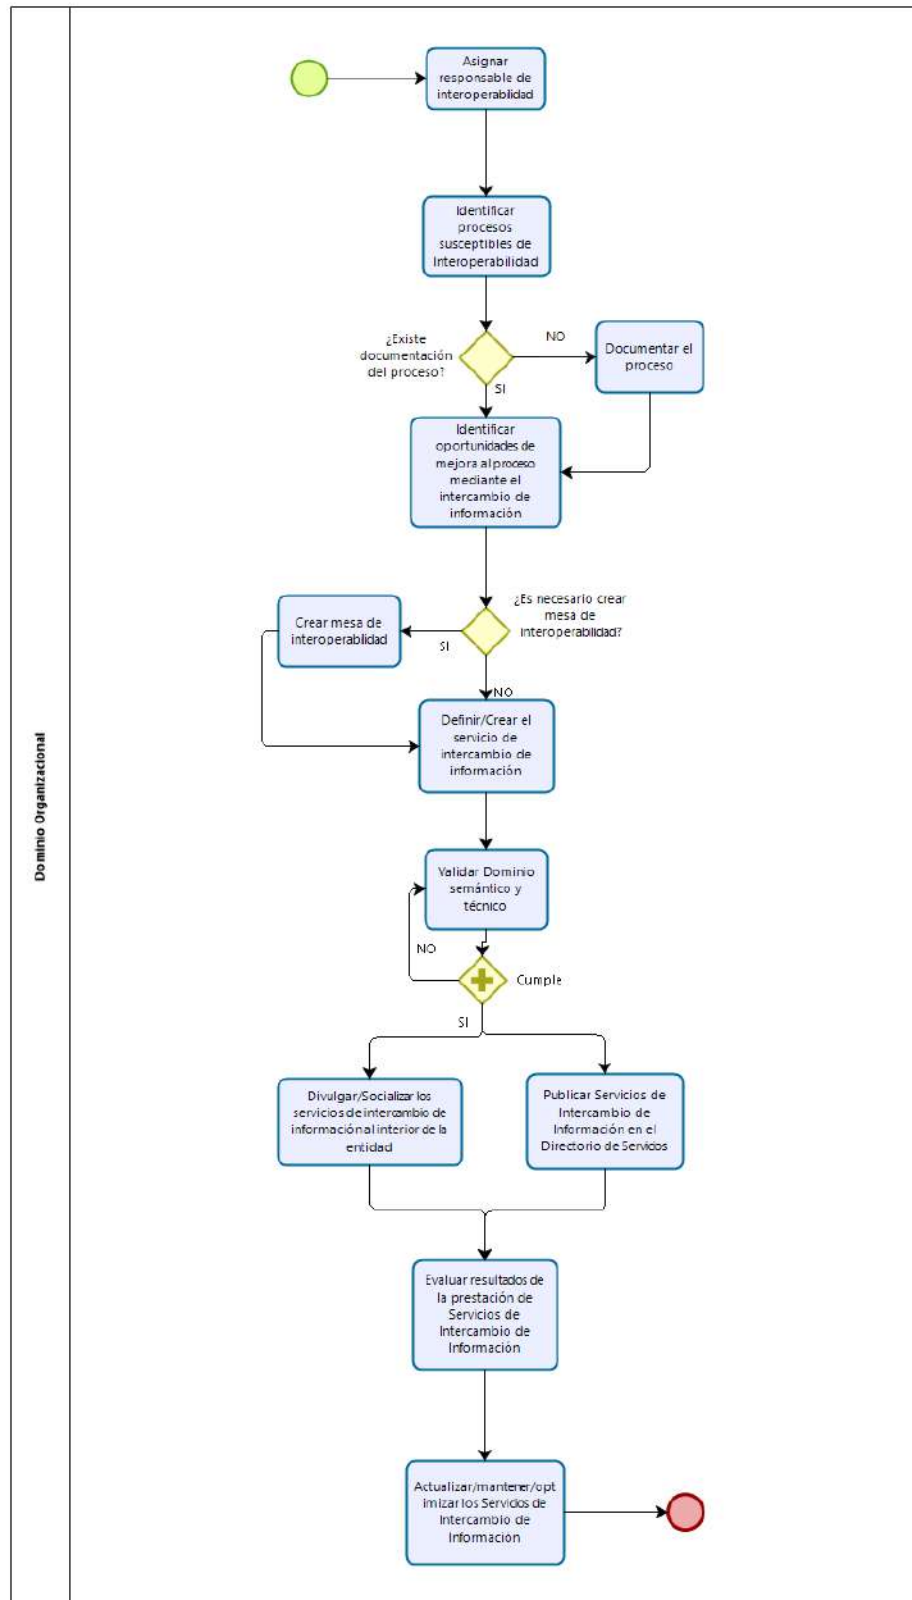 Dominio Organizacional
Asignar
responsable de
interoperablidad
Identificar
procesos
susceptibles de
Interoperabilidad
¿Existe
documentación
del proceso?
NO
SI
Documentar el
proceso
Identificar
oportunidades de
mejora al proceso
mediante el
intercambio de
información
¿Es necesario crear
mesa de
interoperablidad?
SI
NO
Crear mesa de
interoperablidad
Definir/Crear el
servicio de
intercambio de
información
Validar Dominio
semántico y
técnico
NO
Cumple
SI
Divulgar/Socializar los
servicios de intercambio de
información al interior de la
entidad
Publicar Servicios de
Intercambio de
Información en el
Directorio de Servicios
Evaluar resultados de
la prestación de
Servicios de
Intercambio de
Información
Actualizar/mantener/opt
imizar los Servicios de
Intercambio de
Información